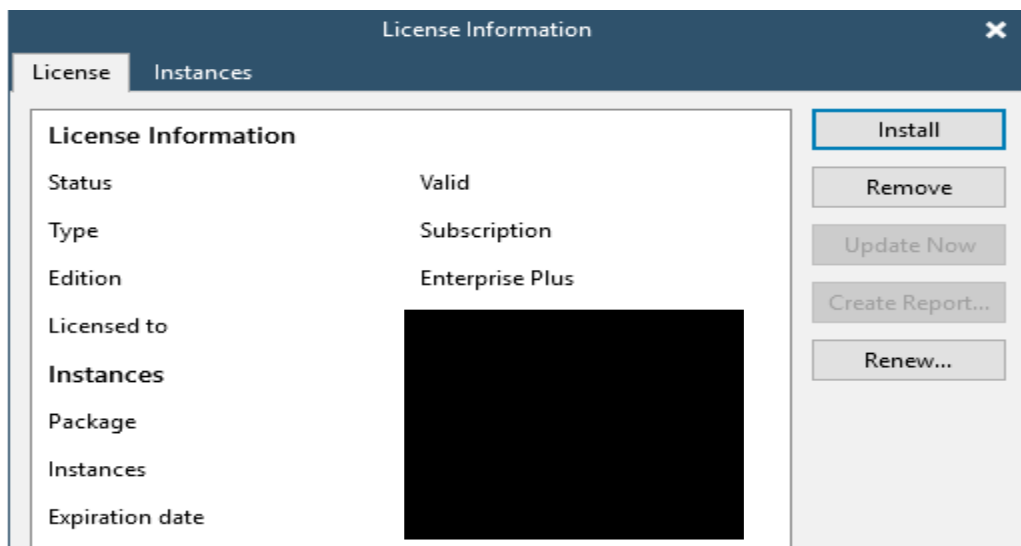 License Information
License Instances
License Information
Status Valid
Type Subscription
Edition Enterprise Plus
Licensed to
Instances
Package
Instances
Expiration date
Install
Remove
Update Now
Create Report...
Renew...